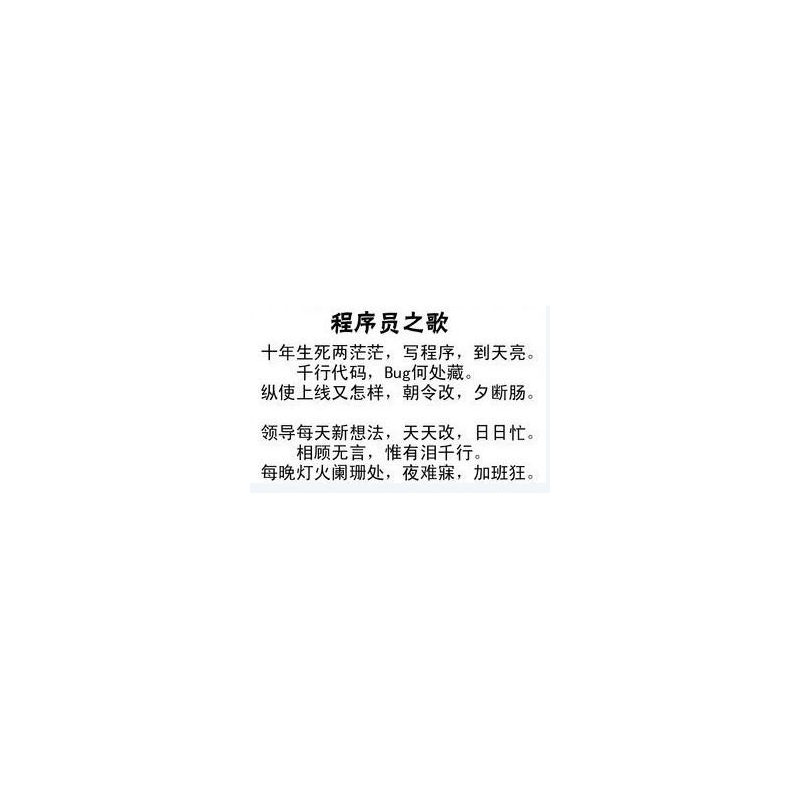 程序员之歌
十年生死两茫茫，写程序，到天亮。
千行代码，Bug何处藏。
纵使上线又怎样，朝令改，夕断肠。
领导每天新想法，天天改，日日忙。
相顾无言，惟有泪千行。
每晚灯火阑珊处，夜难寐，加班狂。